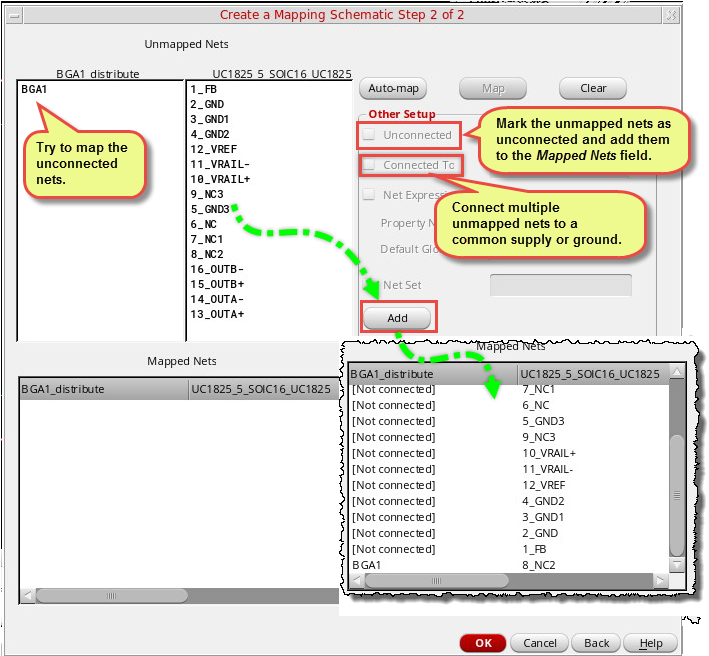 Create a Mapping Schematic Step 2 of 2
Unmapped Nets
BGA1_distribute
UC1825_5_SOIC16_UC1825
BGA1
1_FB
2_GND
3_GND1
4_GND2
12_VREF
11_VRAIL-
10_VRAIL+
9_NC3
5_GND3
6_NC
7_NC1
8_NC2
16_OUTB-
15_OUTB+
14_OUTA-
13_OUTA+
Try to map the
unconnected
nets.
Auto-map
Map
Clear
Other Setup
Unconnected
Connected To
Net Express
Property N
Default Glo
Net Set
Add
Mark the unmapped nets as
unconnected and add them
to the Mapped Nets field.
Connect multiple
unmapped nets to a
common supply or ground.
Mapped Nets
BGA1_distribute
UC1825_5_SOIC16_UC1825
Mapped Nets
BGA1_distribute UC1825_5_SOIC16_UC1825
[Not connected] 7_NC1
[Not connected] 6_NC
[Not connected] 5_GND3
[Not connected] 9_NC3
[Not connected] 10_VRAIL+
[Not connected] 11_VRAIL-
[Not connected] 12_VREF
[Not connected] 4_GND2
[Not connected] 3_GND1
[Not connected] 2_GND
[Not connected] 1_FB
BGA1 8_NC2
OK
Cancel
Back
Help